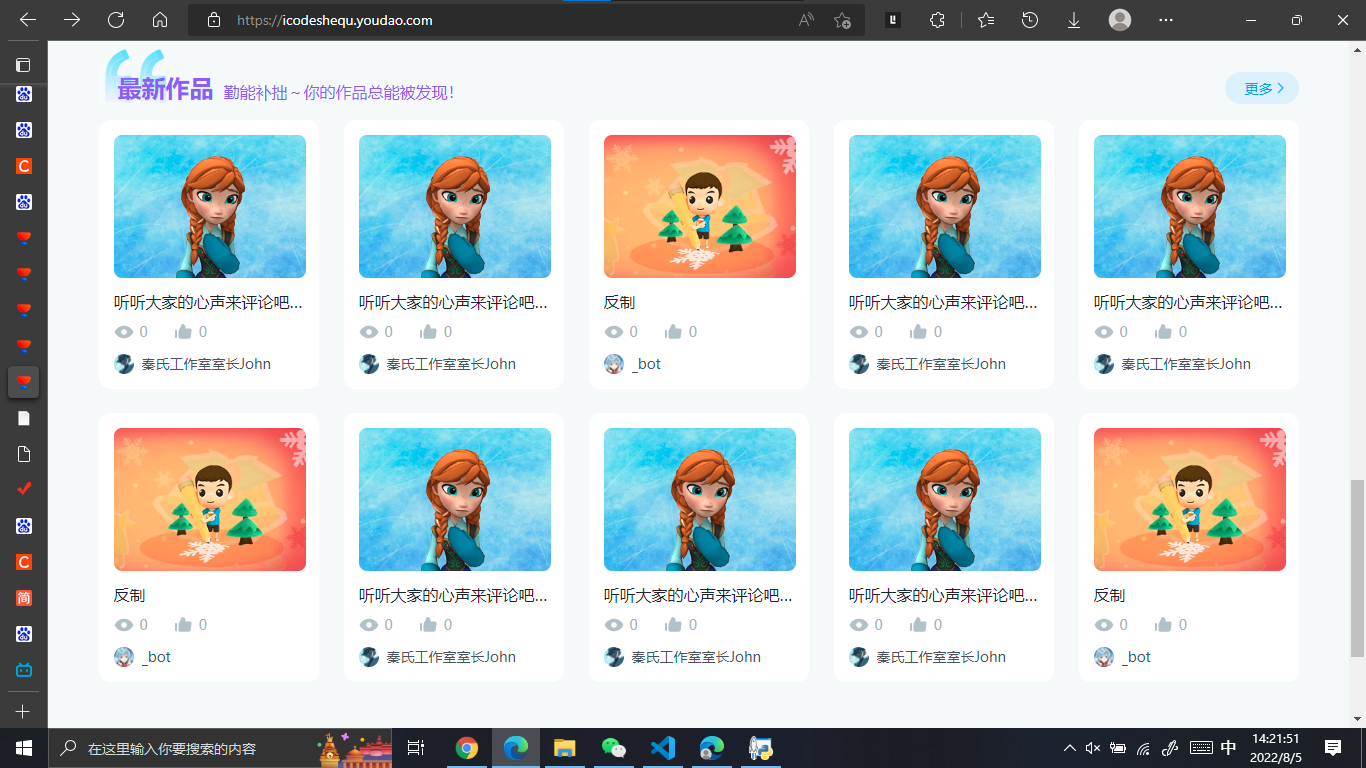 https://icodeshequ.youdao.com
最新作品 勤能补拙~你的作品总能被发现!
更多
听听大家的心声来评论吧...
听听大家的心声来评论吧...
反制
听听大家的心声来评论吧...
听听大家的心声来评论吧...
0 0
0 0
0 0
0 0
0 0
秦氏工作室室长John
秦氏工作室室长John
_bot
秦氏工作室室长John
秦氏工作室室长John
反制
听听大家的心声来评论吧...
听听大家的心声来评论吧...
听听大家的心声来评论吧...
反制
0 0
0 0
0 0
0 0
0 0
_bot
秦氏工作室室长John
秦氏工作室室长John
秦氏工作室室长John
_bot
简
在这里输入你要搜索的内容
中
14:21:51
2022/8/5